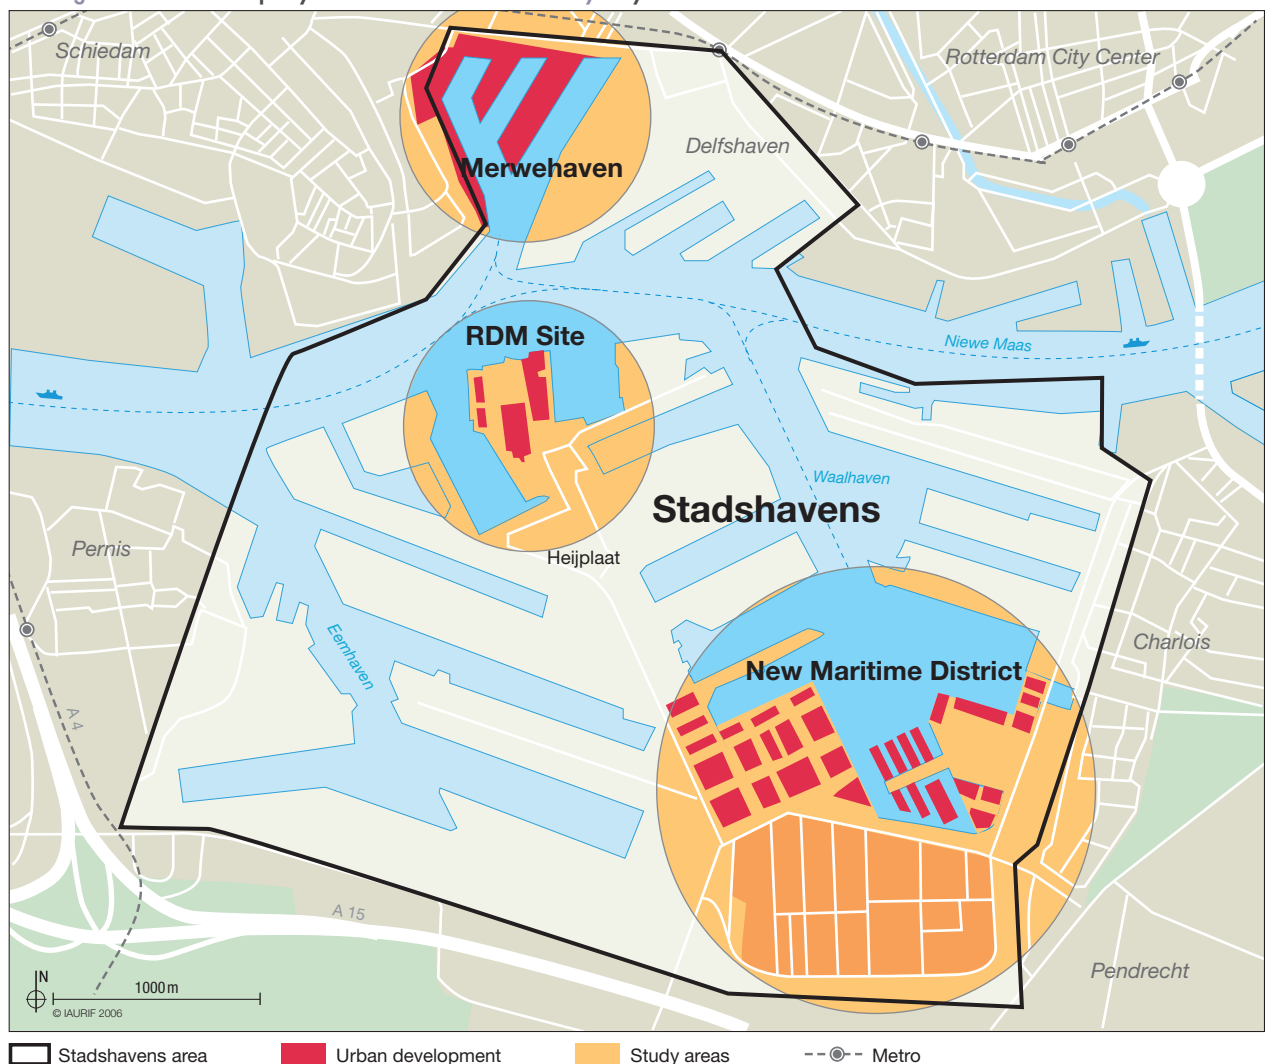 Schiedam
Rotterdam City Center
Delfshaven
Merwehaven
RDM Site
Niewe Maas
Waalhaven
Stadshavens
Pernis
Heijplaat
Eemhaven
Charlois
New Maritime District
A 4
A 15
Pendrecht
N
1000 m
© IAURIF 2006
Stadshavens area
Urban development
Study areas
Metro